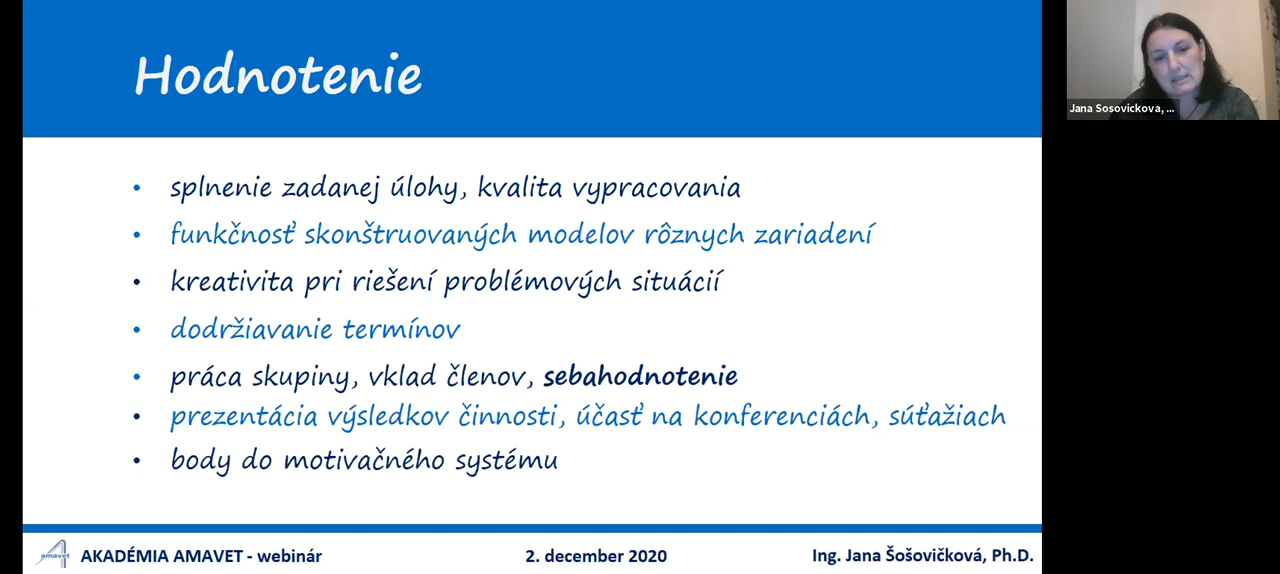 Hodnotenie
Jana Sosovickova, ...
• splnenie zadanej úlohy, kvalita vypracovania
• funkčnosť skonštruovaných modelov rôznych zariadení
• kreativita pri riešení problémových situácií
• dodržiavanie termínov
• práca skupiny, vklad členov, sebahodnotenie
• prezentácia výsledkov činnosti, účasť na konferenciách, súťažiach
• body do motivačného systému
amavet
AKADÉMIA AMAVET - webinár
2. december 2020
Ing. Jana Šošovičková, Ph.D.